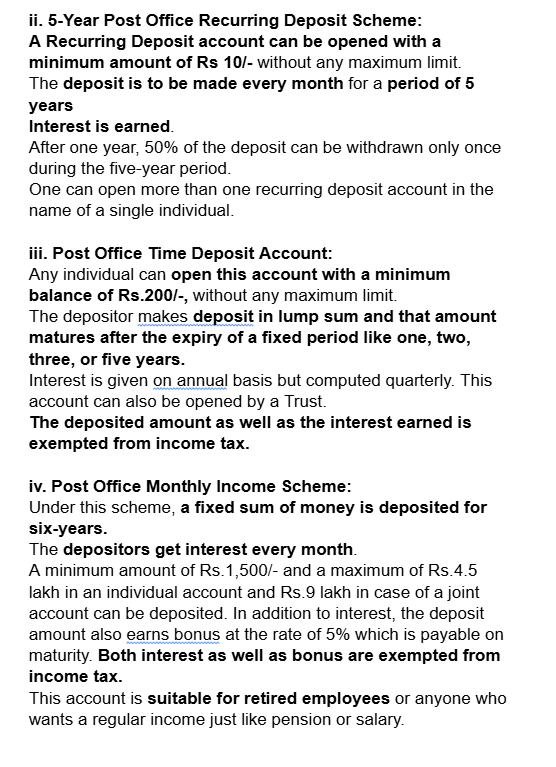 ii. 5-Year Post Office Recurring Deposit Scheme:
A Recurring Deposit account can be opened with a
minimum amount of Rs 10/- without any maximum limit.
The deposit is to be made every month for a period of 5
years
Interest is earned.
After one year, 50% of the deposit can be withdrawn only once
during the five-year period.
One can open more than one recurring deposit account in the
name of a single individual.
iii. Post Office Time Deposit Account:
Any individual can open this account with a minimum
balance of Rs.200/-, without any maximum limit.
The depositor makes deposit in lump sum and that amount
matures after the expiry of a fixed period like one, two,
three, or five years.
Interest is given on annual basis but computed quarterly. This
account can also be opened by a Trust.
The deposited amount as well as the interest earned is
exempted from income tax.
iv. Post Office Monthly Income Scheme:
Under this scheme, a fixed sum of money is deposited for
six-years.
The depositors get interest every month.
A minimum amount of Rs.1,500/- and a maximum of Rs.4.5
lakh in an individual account and Rs.9 lakh in case of a joint
account can be deposited. In addition to interest, the deposit
amount also earns bonus at the rate of 5% which is payable on
maturity. Both interest as well as bonus are exempted from
income tax.
This account is suitable for retired employees or anyone who
wants a regular income just like pension or salary.